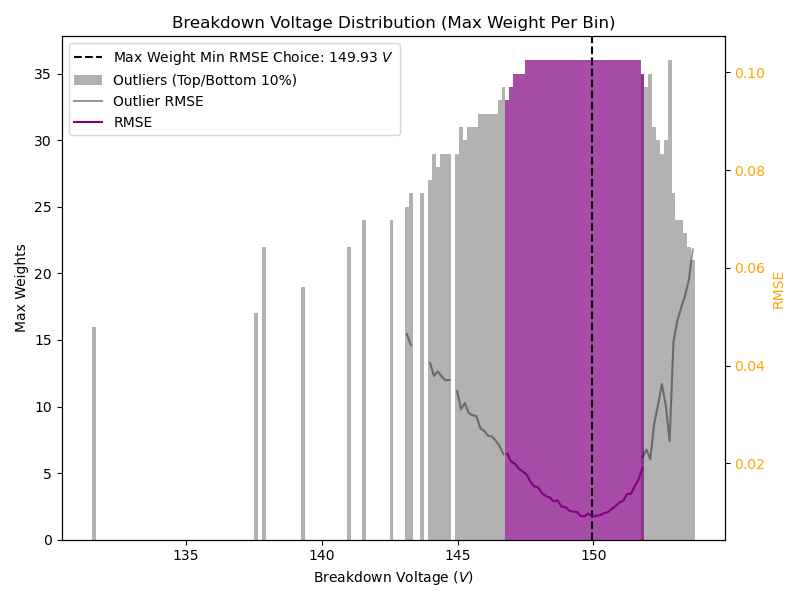 Breakdown Voltage Distribution (Max Weight Per Bin)
Max Weight Min RMSE Choice: 149.93 V
Outliers (Top/Bottom 10%)
Outlier RMSE
RMSE
Max Weights
35
30
25
20
15
10
5
0
0.10
0.08
0.06
0.04
0.02
RMSE
135
140
145
150
Breakdown Voltage (V)